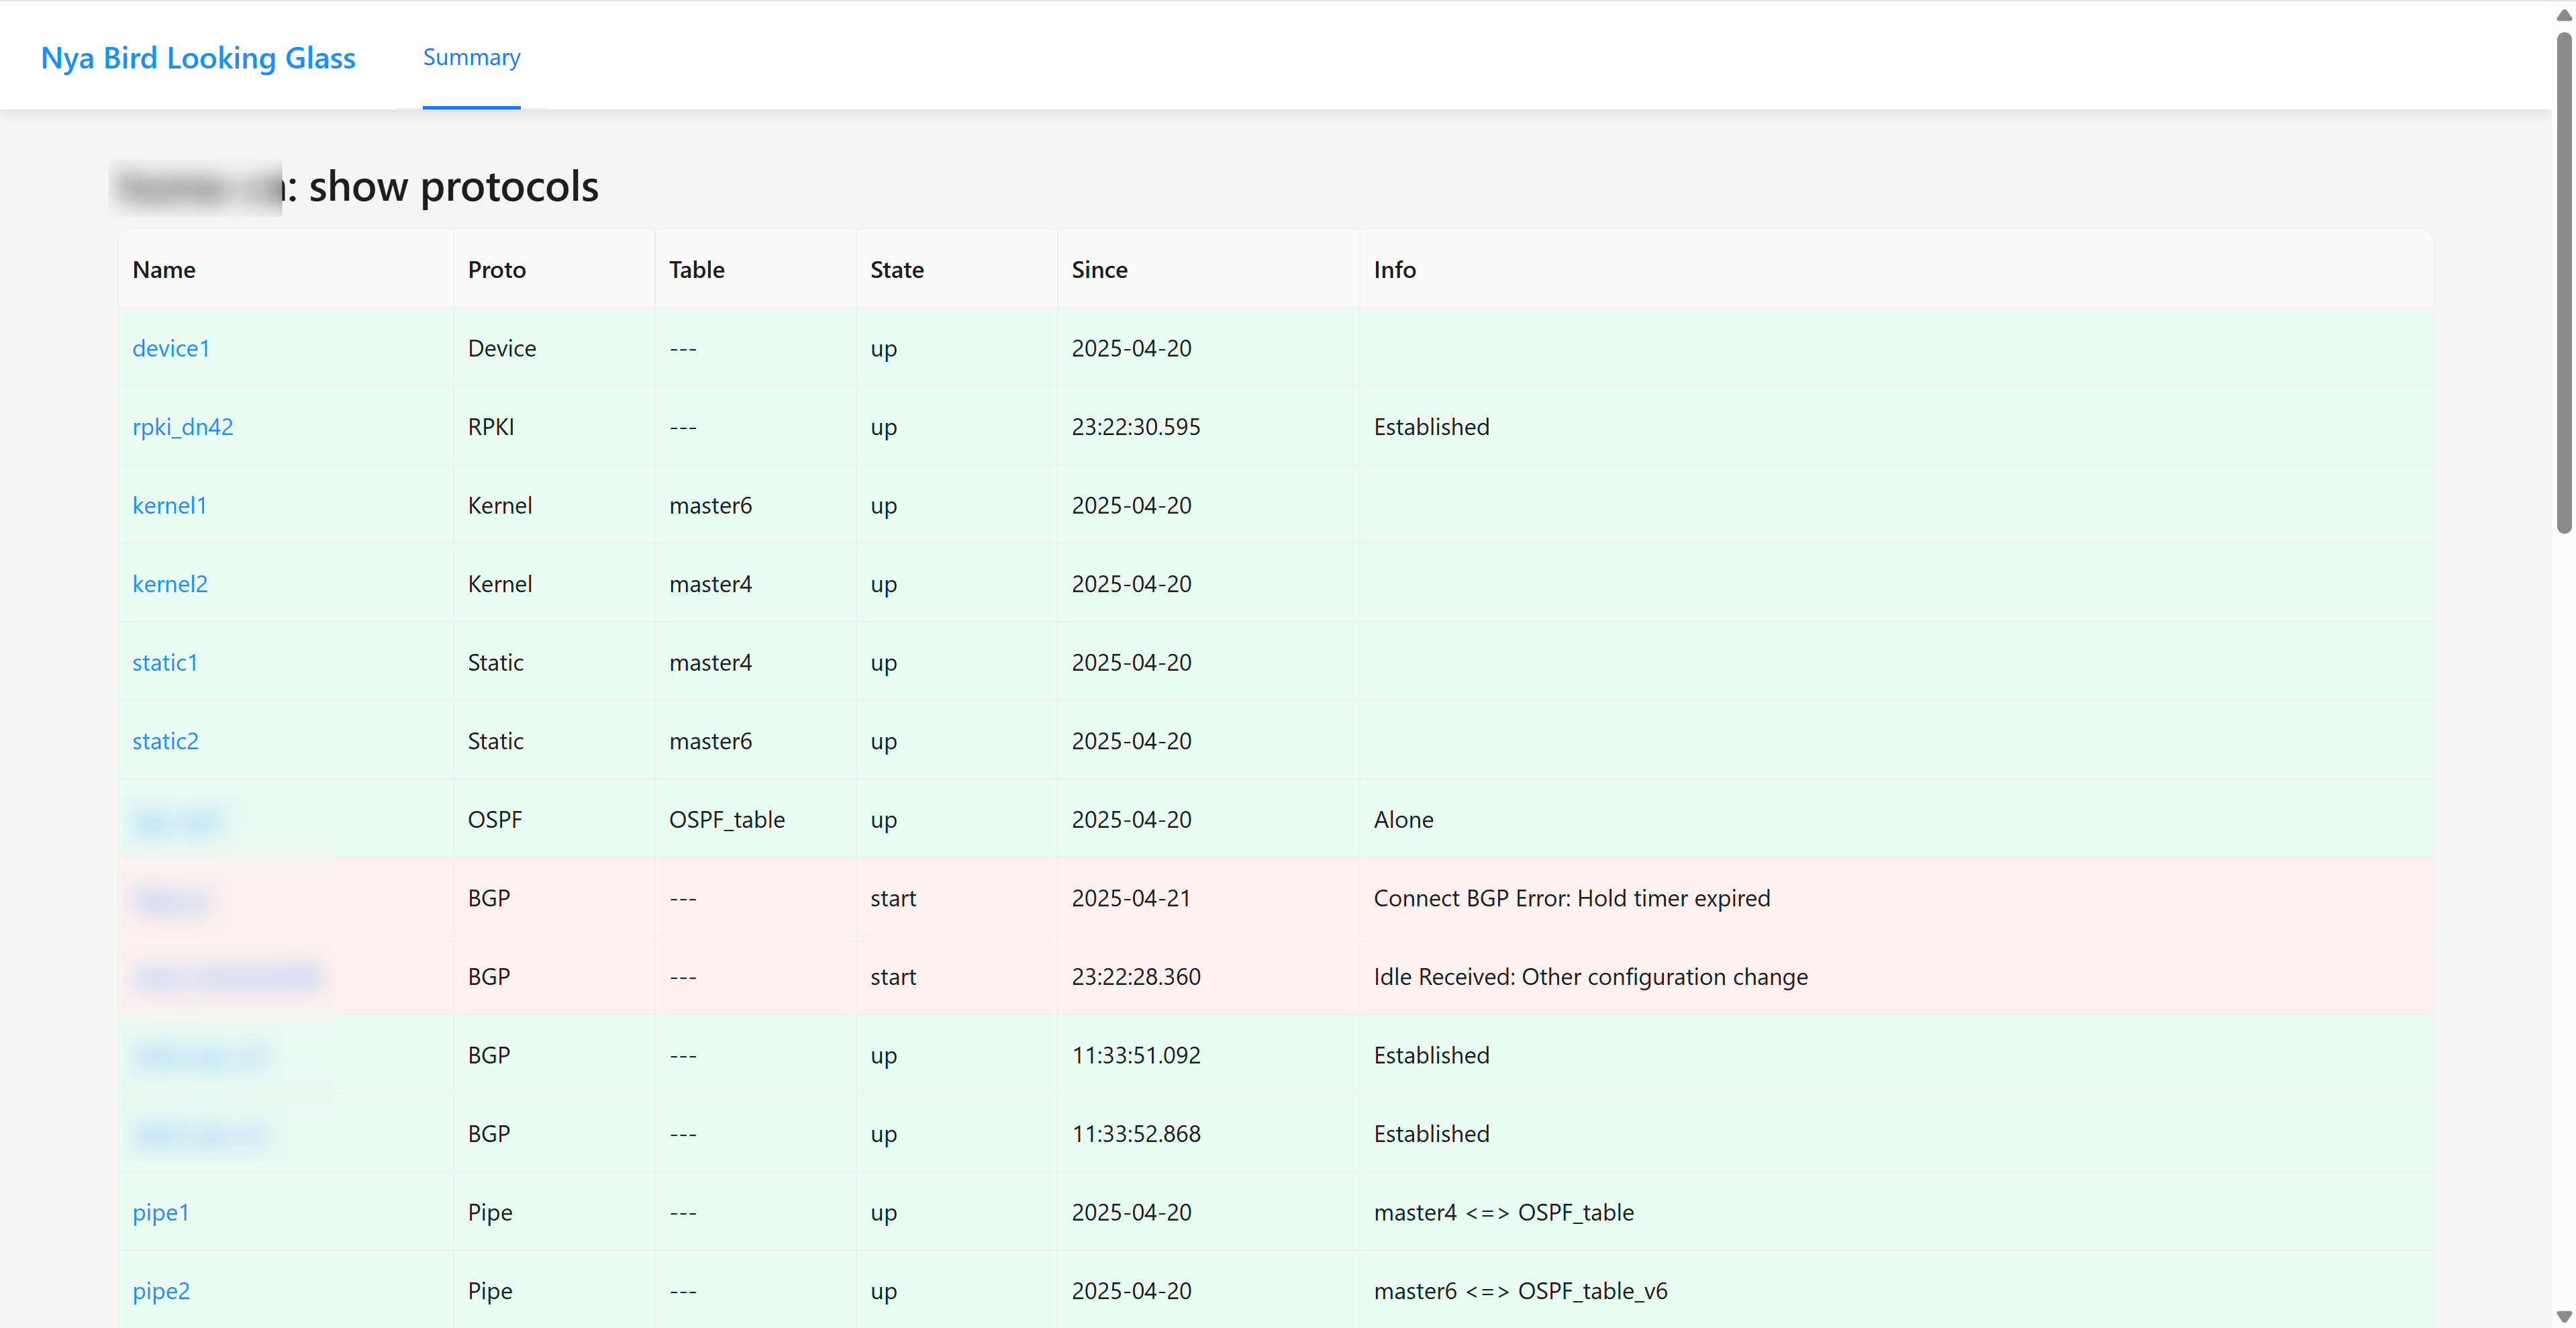 Nya Bird Looking Glass Summary
: show protocols
Name Proto Table State Since Info
device1 Device --- up 2025-04-20
rpki_dn42 RPKI --- up 23:22:30.595 Established
kernel1 Kernel master6 up 2025-04-20
kernel2 Kernel master4 up 2025-04-20
static1 Static master4 up 2025-04-20
static2 Static master6 up 2025-04-20
OSPF OSPF_table up 2025-04-20 Alone
BGP --- start 2025-04-21 Connect BGP Error: Hold timer expired
BGP --- start 23:22:28.360 Idle Received: Other configuration change
BGP --- up 11:33:51.092 Established
BGP --- up 11:33:52.868 Established
pipe1 Pipe --- up 2025-04-20 master4 <=> OSPF_table
pipe2 Pipe --- up 2025-04-20 master6 <=> OSPF_table_v6